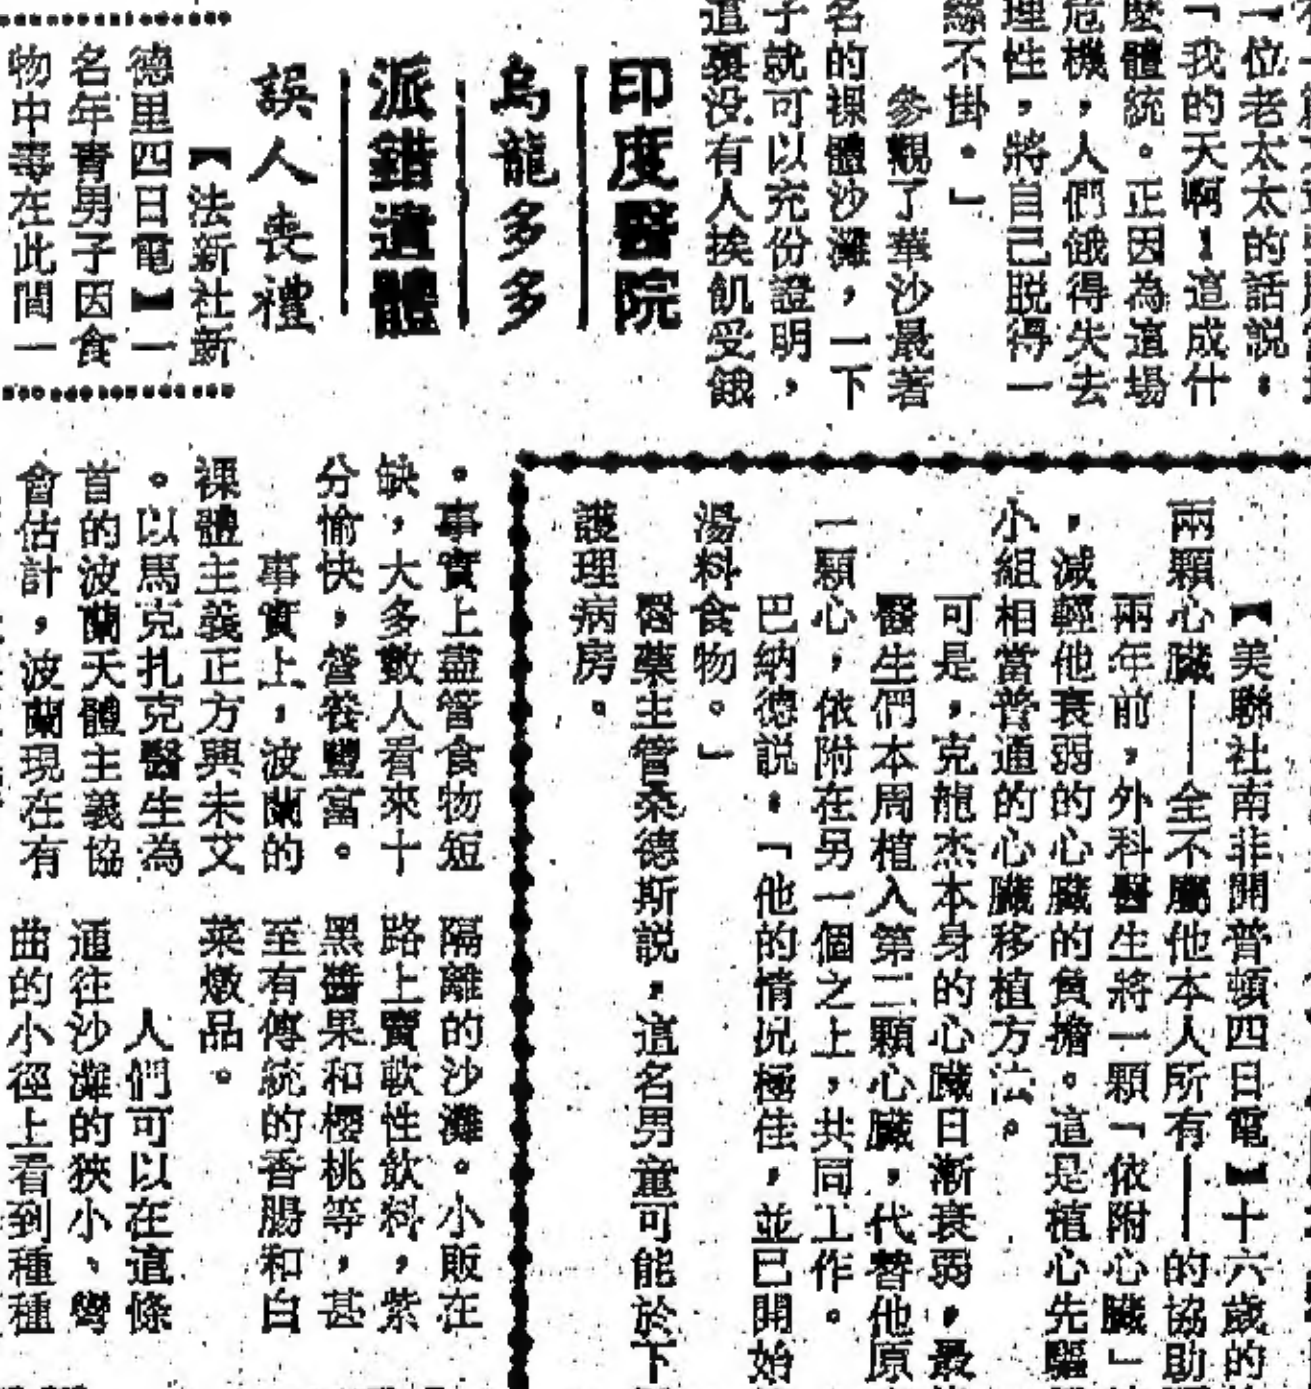 一位老太太的話説：
「我的天啊！這成什
麼體統。正因為這場
危機，人們餓得失去
理性，將自己脱得一
絲不掛。」
參觀了華沙最著
名的裸體沙灘，一下
子就可以充份證明，
這裏没有人挨飢受餓
印度醫院
烏龍多多
派錯遺體
誤人喪禮
【法新社新
德里四日電】一
名年青男子因食
物中毒在此間一
【美聯社南非開普頓四日電】十六歲的
兩顆心臟——全不屬他本人所有——的協助
兩年前，外科醫生將一顆「依附心臟」
，減輕他衰弱的心臟的負擔。這是植心先驅
小組相當普通的心臟移植方法。
可是，克龍杰本身的心臟日漸衰弱，最
醫生們本周植入第二顆心臟，代替他原
一顆心，依附在另一個之上，共同工作。
巴納德説：「他的情況極佳，並已開始
湯料食物。」
醫藥主管桑德斯説，這名男童可能於下
護理病房。
。事實上盡管食物短
缺，大多數人看來十
分愉快，營養豐富。
事實上，波蘭的
裸體主義正方興未艾
。以馬克扎克醫生為
首的波蘭天體主義協
會估計，波蘭現在有
隔離的沙灘。小販在
路上賣軟性飲料，紫
黑醬果和櫻桃等，甚
至有傳統的香腸和白
菜燉品。
人們可以在這條
通往沙灘的狹小、彎
曲的小徑上看到種種